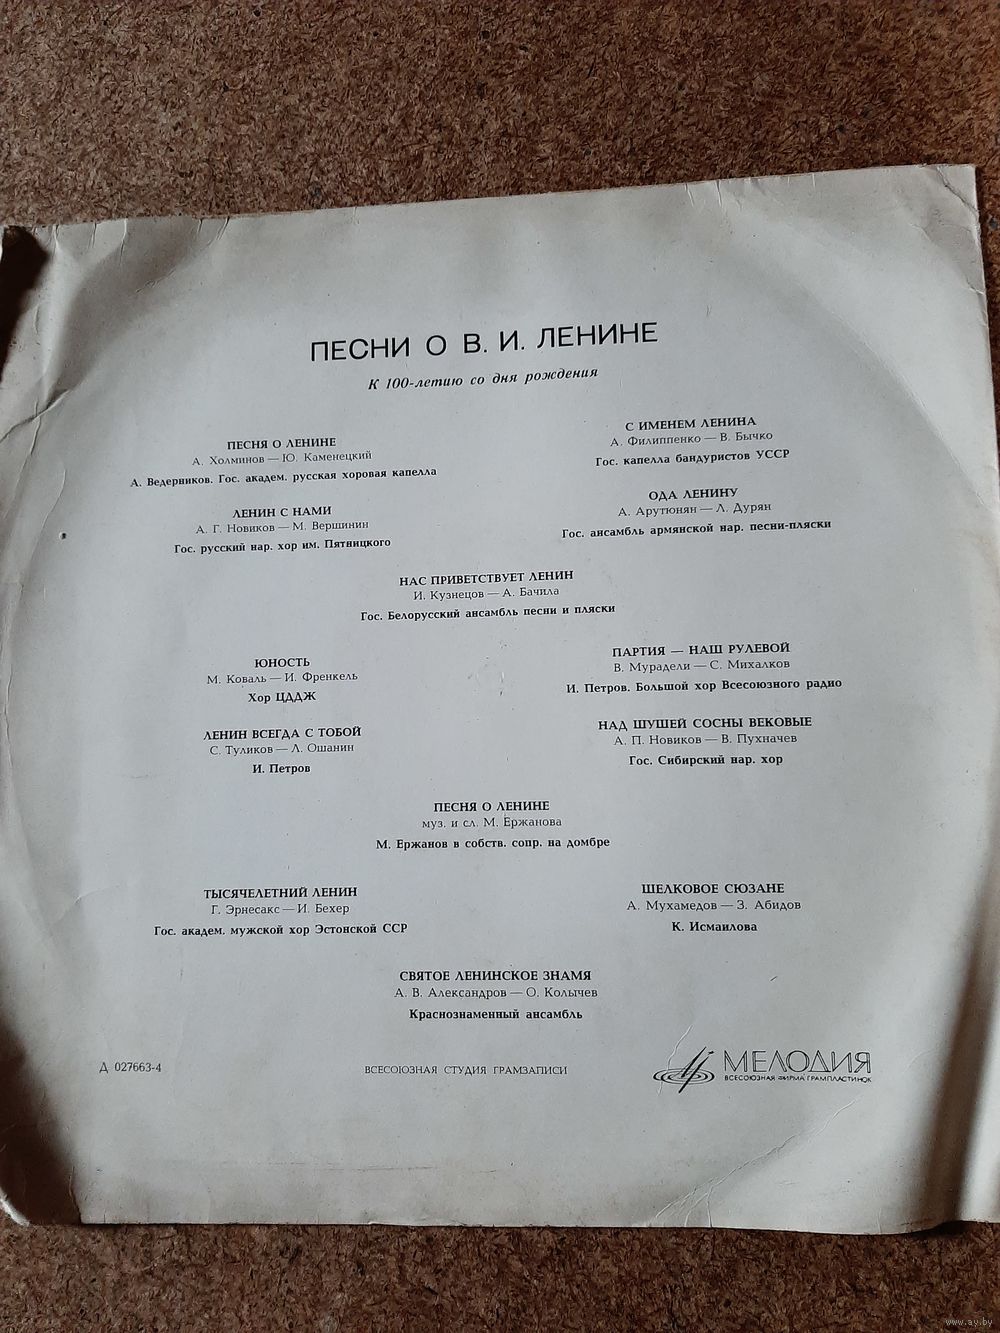 ПЕСНИ О В. И. ЛЕНИНЕ
К 100-летию со дня рождения
ПЕСНЯ О ЛЕНИНЕ
А. Холминов — Ю. Каменецкий
А. Ведерников. Гос. академ. русская хоровая капелла
С ИМЕНЕМ ЛЕНИНА
А. Филиппенко — В. Бычко
Гос. капелла бандуристов УССР
ЛЕНИН С НАМИ
А. Г. Новиков — М. Вершинин
Гос. русский нар. хор им. Пятницкого
ОДА ЛЕНИНУ
А. Арутюнян — Л. Дурян
Гос. ансамбль армянской нар. песни-пляски
НАС ПРИВЕТСТВУЕТ ЛЕНИН
И. Кузнецов — А. Бачила
Гос. Белорусский ансамбль песни и пляски
ЮНОСТЬ
М. Коваль — И. Френкель
Хор ЦДДЖ
ПАРТИЯ — НАШ РУЛЕВОЙ
В. Мурадели — С. Михалков
И. Петров. Большой хор Всесоюзного радио
ЛЕНИН ВСЕГДА С ТОБОЙ
С. Туликов — Л. Ошанин
И. Петров
НАД ШУШЕЙ СОСНЫ ВЕКОВЫЕ
А. П. Новиков — В. Пухначев
Гос. Сибирский нар. хор
ПЕСНЯ О ЛЕНИНЕ
муз. и сл. М. Ержанова
М. Ержанов в собств. сопр. на домбре
ТЫСЯЧЕЛЕТНИЙ ЛЕНИН
Г. Эрнесакс — И. Бехер
Гос. академ. мужской хор Эстонской ССР
ШЕЛКОВОЕ СЮЗАНЕ
А. Мухамедов — З. Абидов
К. Исмаилова
СВЯТОЕ ЛЕНИНСКОЕ ЗНАМЯ
А. В. Александров — О. Колычев
Краснознаменный ансамбль
Д 027663-4
ВСЕСОЮЗНАЯ СТУДИЯ ГРАМЗАПИСИ
МЕЛОДИЯ
ВСЕСОЮЗНАЯ ФИРМА ГРАМПЛАСТИНОК
www.ay.by